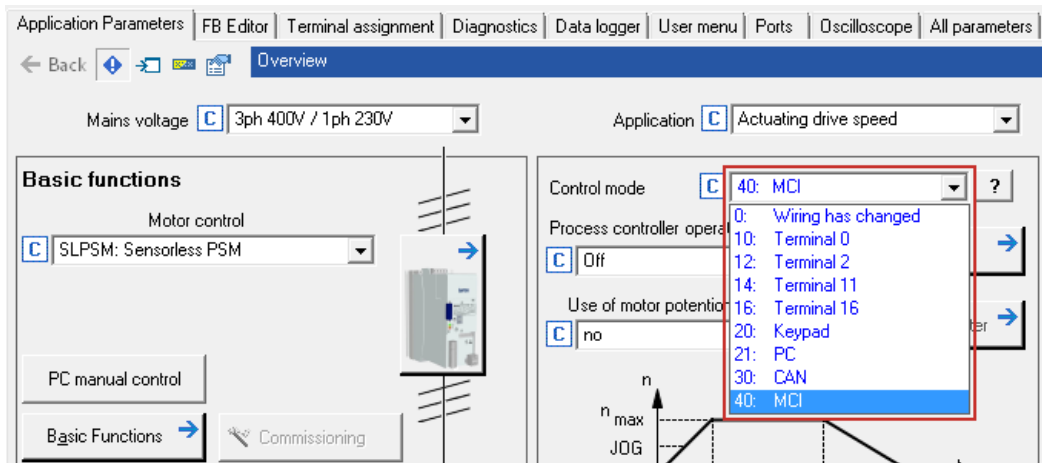 Application Parameters FB Editor Terminal assignment Diagnostics Data logger User menu Ports Oscilloscope All parameters
Back Overview
Mains voltage C 3ph 400V / 1ph 230V
Application C Actuating drive speed
Basic functions
Motor control
C SLPSM: Sensorless PSM
PC manual control
Basic Functions
Commissioning
Control mode C 40: MCI ?
0: Wiring has changed
10: Terminal 0
12: Terminal 2
14: Terminal 11
16: Terminal 16
20: Keypad
21: PC
30: CAN
40: MCI
Process controller operat
C Off
Use of motor potention
C no
ter
n
n max
JOG